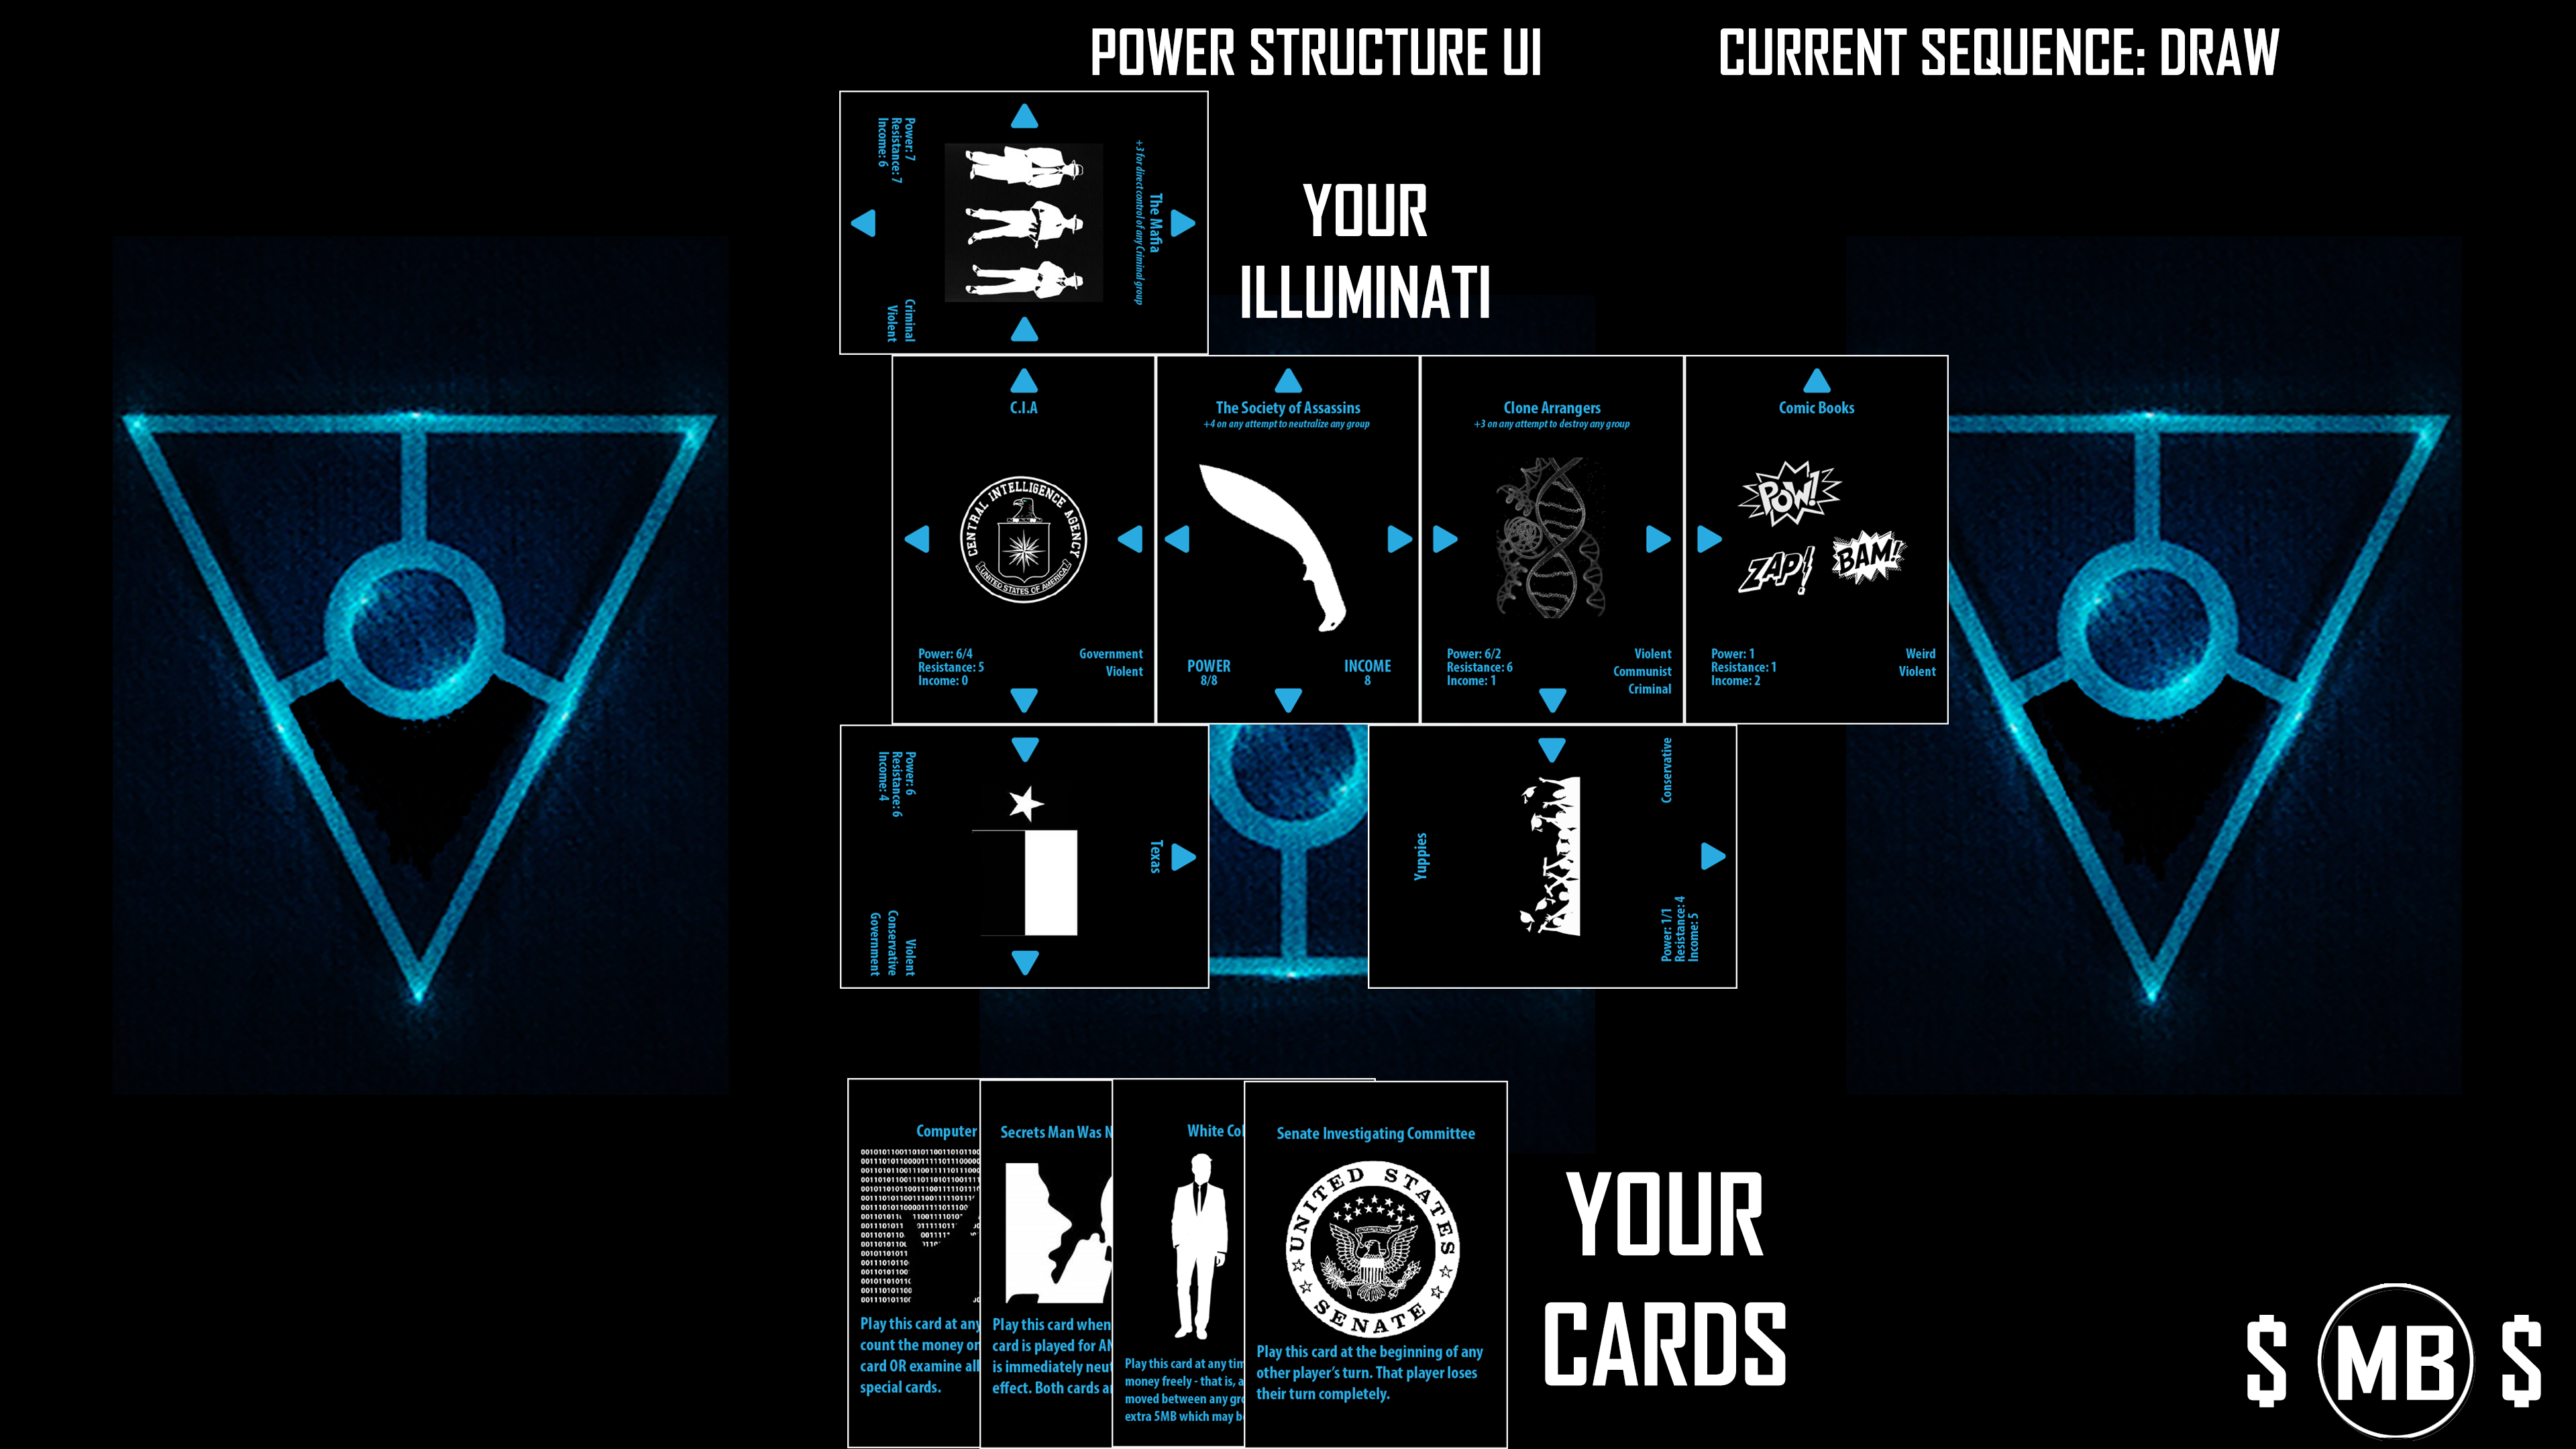 POWER STRUCTURE UI
CURRENT SEQUENCE: DRAW
The Mafia
+3 for direct control of any Criminal group
Power: 7
Resistance: 7
Income: 6
Criminal
Violent
YOUR
ILLUMINATI
C.I.A
CENTRAL INTELLIGENCE AGENCY
UNITED STATES OF AMERICA
Power: 6/4
Resistance: 5
Income: 0
Government
Violent
The Society of Assassins
+4 on any attempt to neutralize any group
POWER
8/8
INCOME
8
Clone Arrangers
+3 on any attempt to destroy any group
Power: 6/2
Resistance: 6
Income: 1
Violent
Communist
Criminal
Comic Books
POW!
ZAP!
BAM!
Power: 1
Resistance: 1
Income: 2
Weird
Violent
Texas
Power: 6
Resistance: 6
Income: 4
Violent
Conservative
Government
Yuppies
Conservative
Power: 1/1
Resistance: 4
Income: 5
Computer
Play this card at any
count the money on
card OR examine all
special cards.
Secrets Man Was
Play this card when
card is played for
is immediately
effect. Both cards
White
Play this card at any
money freely - that is,
moved between any
extra 5MB which may
Senate Investigating Committee
UNITED STATES
SENATE
Play this card at the beginning of any
other player's turn. That player loses
their turn completely.
YOUR
CARDS
$ MB $